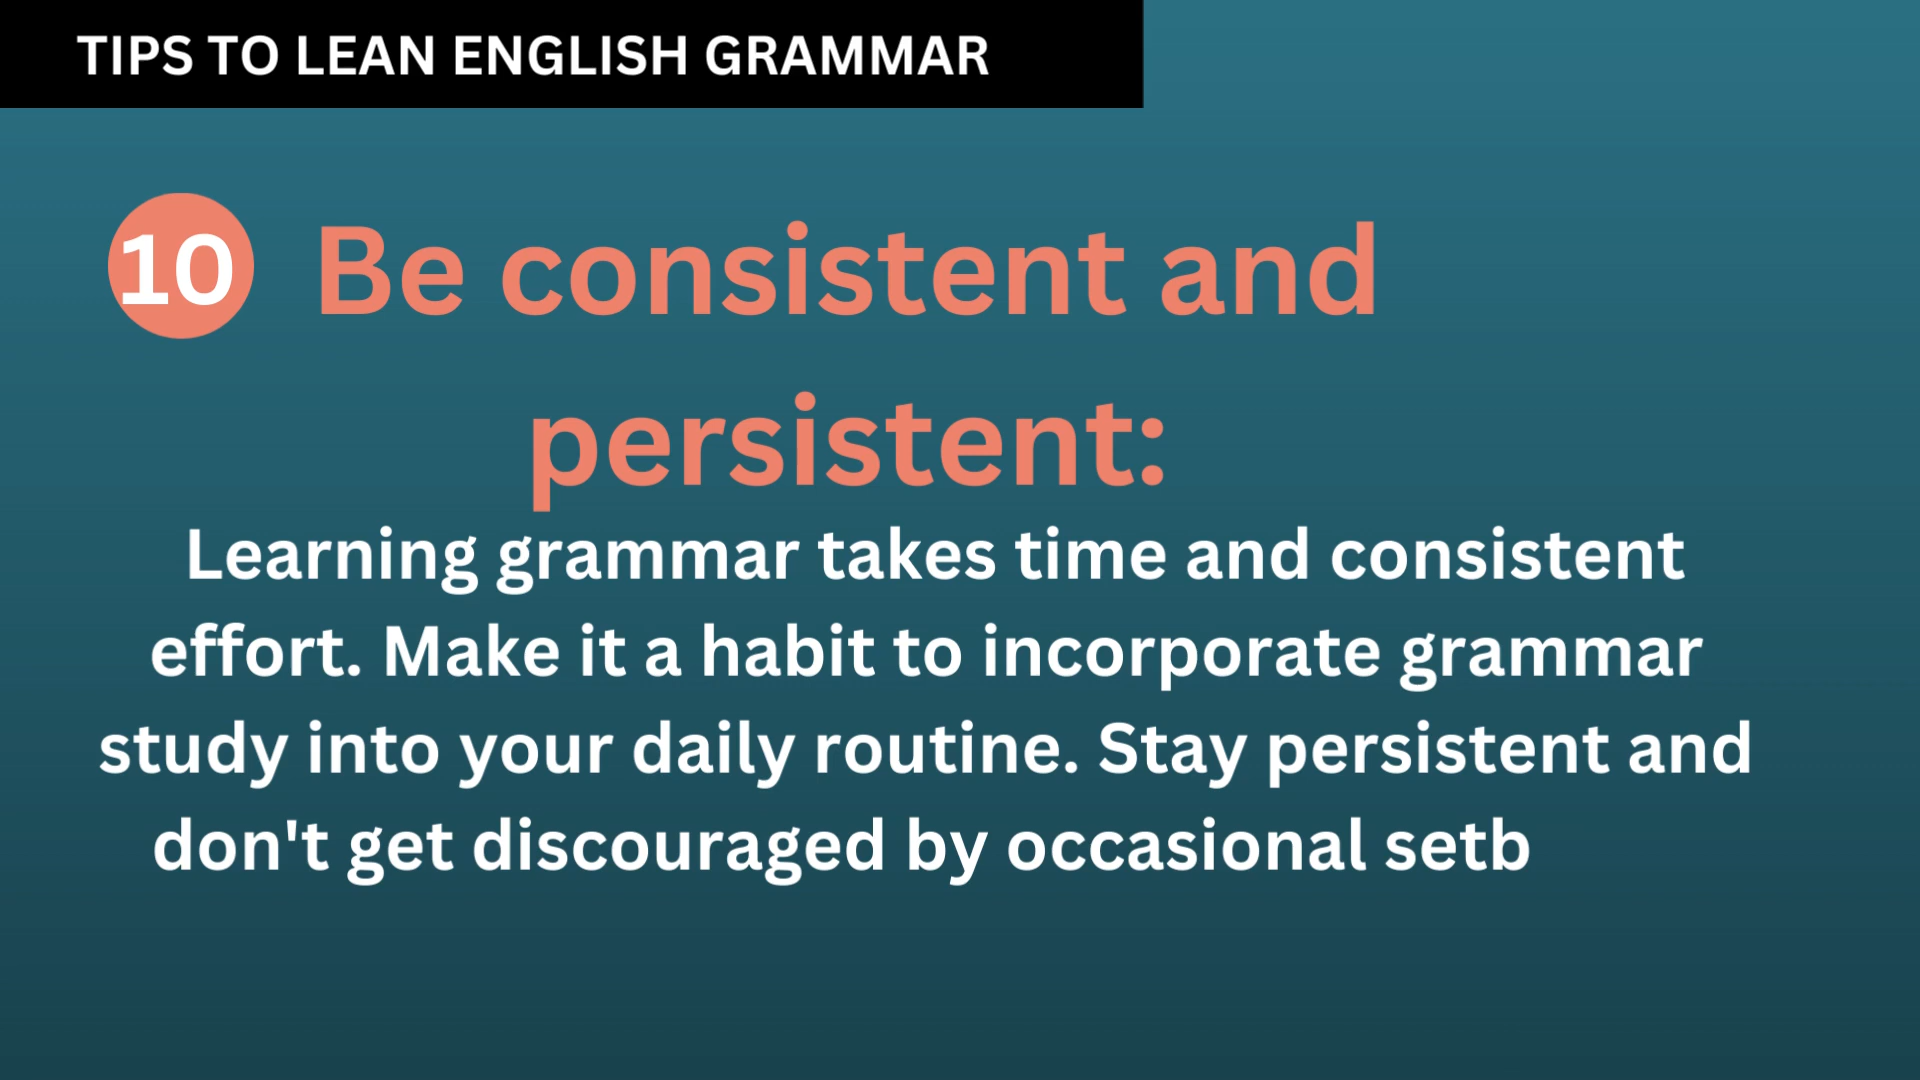 TIPS TO LEAN ENGLISH GRAMMAR
10 Be consistent and
persistent:
Learning grammar takes time and consistent
effort. Make it a habit to incorporate grammar
study into your daily routine. Stay persistent and
don't get discouraged by occasional setb